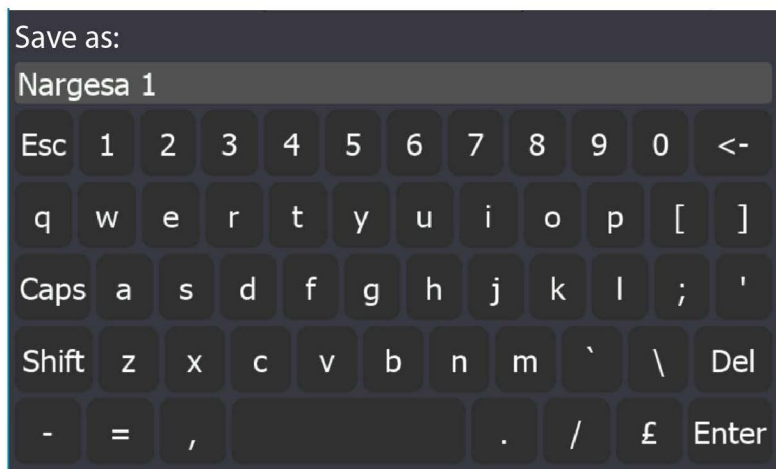 Save as:
Nargesa 1
Esc 1 2 3 4 5 6 7 8 9 0 <-
q w e r t y u i o p [ ]
Caps a s d f g h j k l ; '
Shift z x c v b n m ` \ Del
- = , . / £ Enter